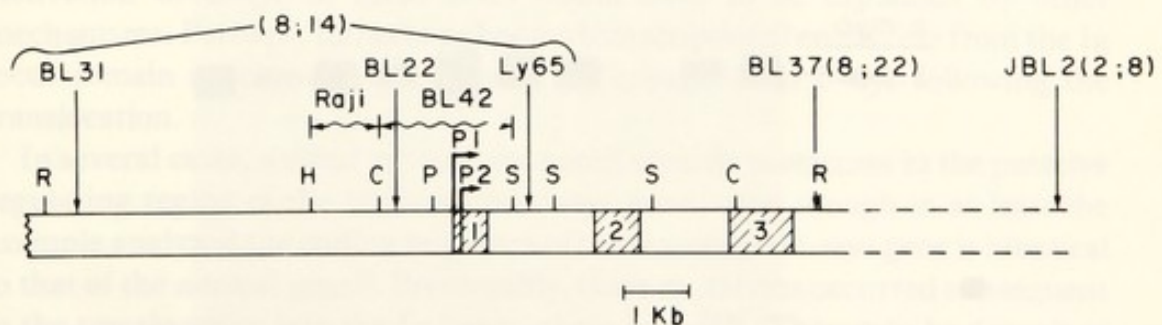 (8;14)
BL31 BL22 Ly65 BL37(8;22) JBL2(2;8)
Raji BL42
P1
R H C P P2 S S S C R
1 2 3
1 Kb